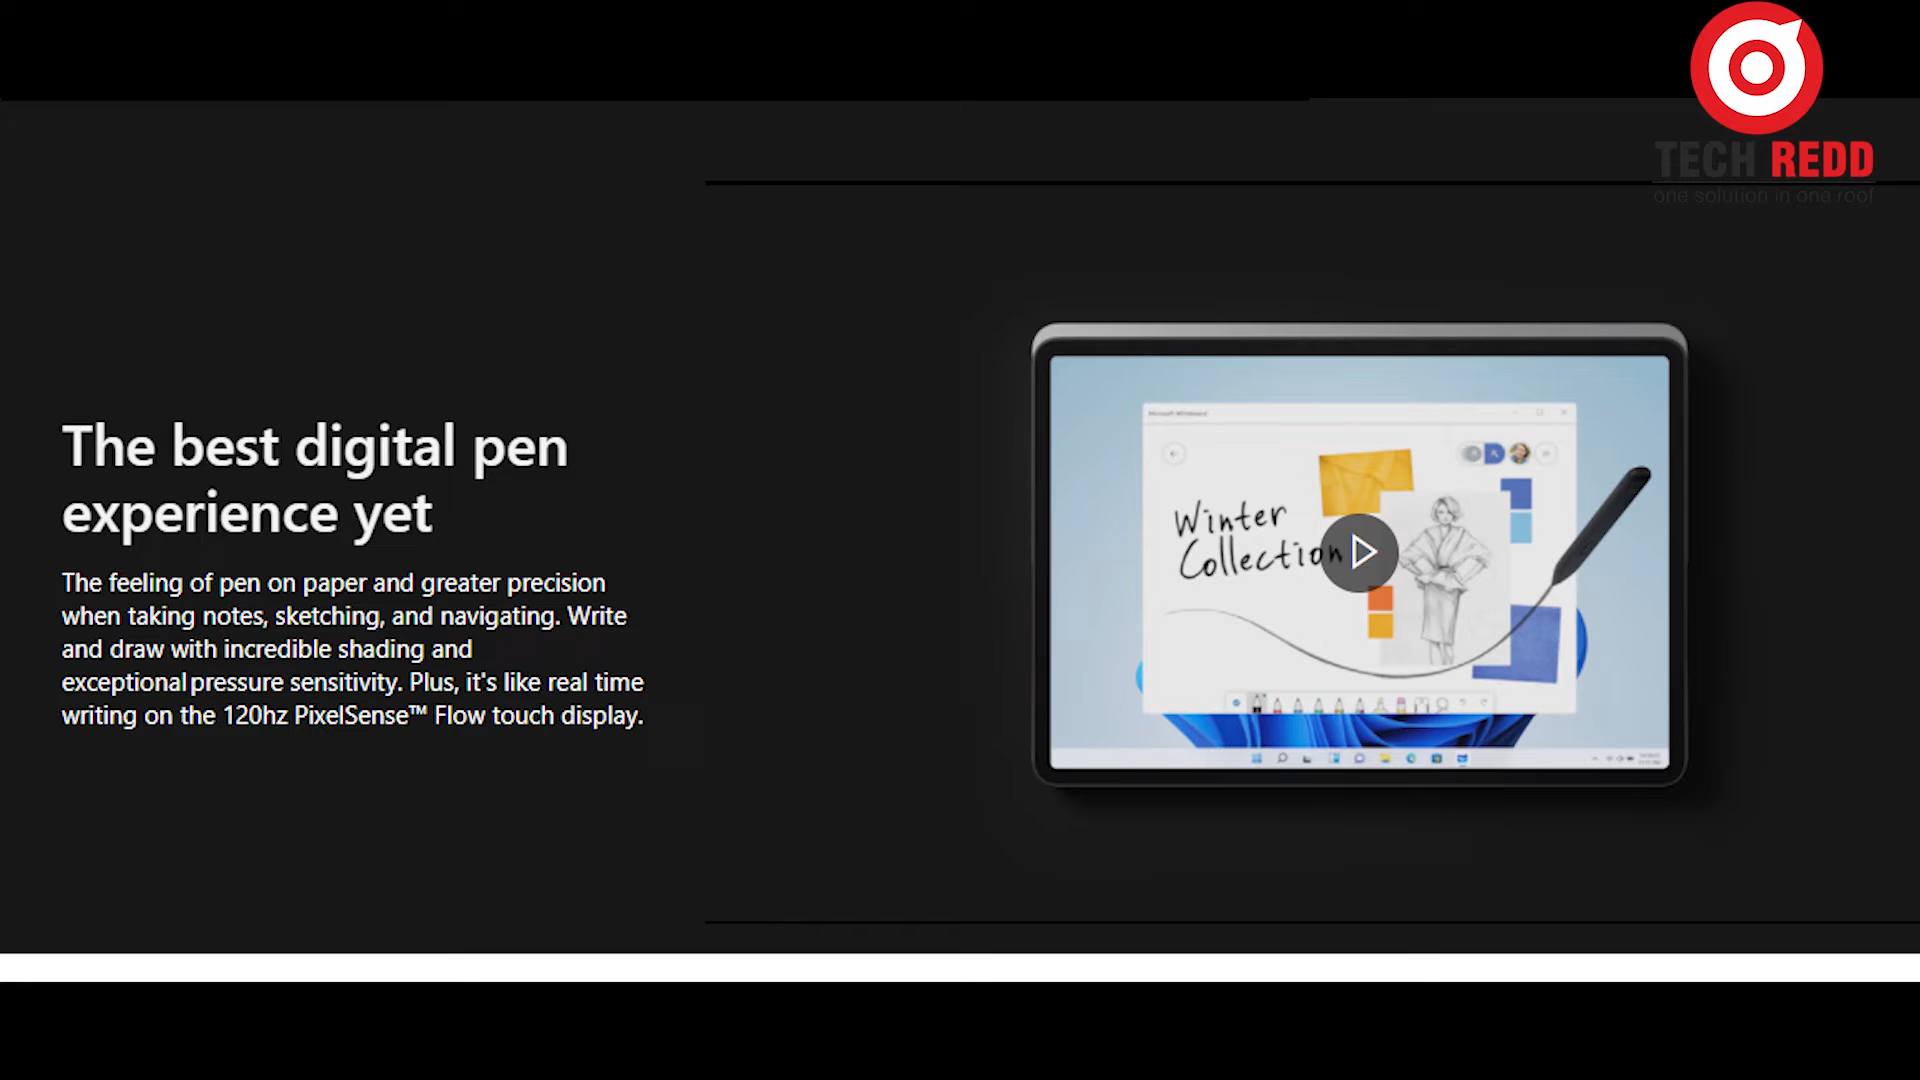 TECH REDD
one solution in one roof
The best digital pen
experience yet
The feeling of pen on paper and greater precision
when taking notes, sketching, and navigating. Write
and draw with incredible shading and
exceptional pressure sensitivity. Plus, it's like real time
writing on the 120hz PixelSense™ Flow touch display.
Microsoft Whiteboard
Winter
Collection